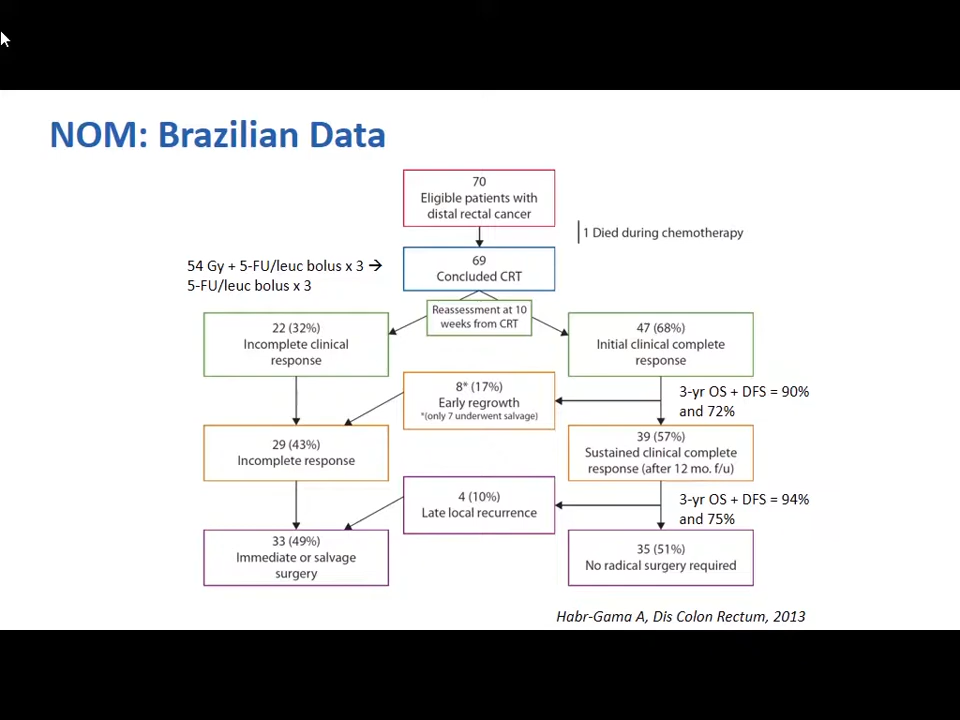 NOM: Brazilian Data
70
Eligible patients with
distal rectal cancer
1 Died during chemotherapy
54 Gy + 5-FU/leuc bolus x 3 →
5-FU/leuc bolus x 3
69
Concluded CRT
Reassessment at 10
weeks from CRT
22 (32%)
Incomplete clinical
response
47 (68%)
Initial clinical complete
response
8* (17%)
Early regrowth
*(only 7 underwent salvage)
3-yr OS + DFS = 90%
and 72%
29 (43%)
Incomplete response
39 (57%)
Sustained clinical complete
response (after 12 mo. f/u)
4 (10%)
Late local recurrence
3-yr OS + DFS = 94%
and 75%
33 (49%)
Immediate or salvage
surgery
35 (51%)
No radical surgery required
Habr-Gama A, Dis Colon Rectum, 2013